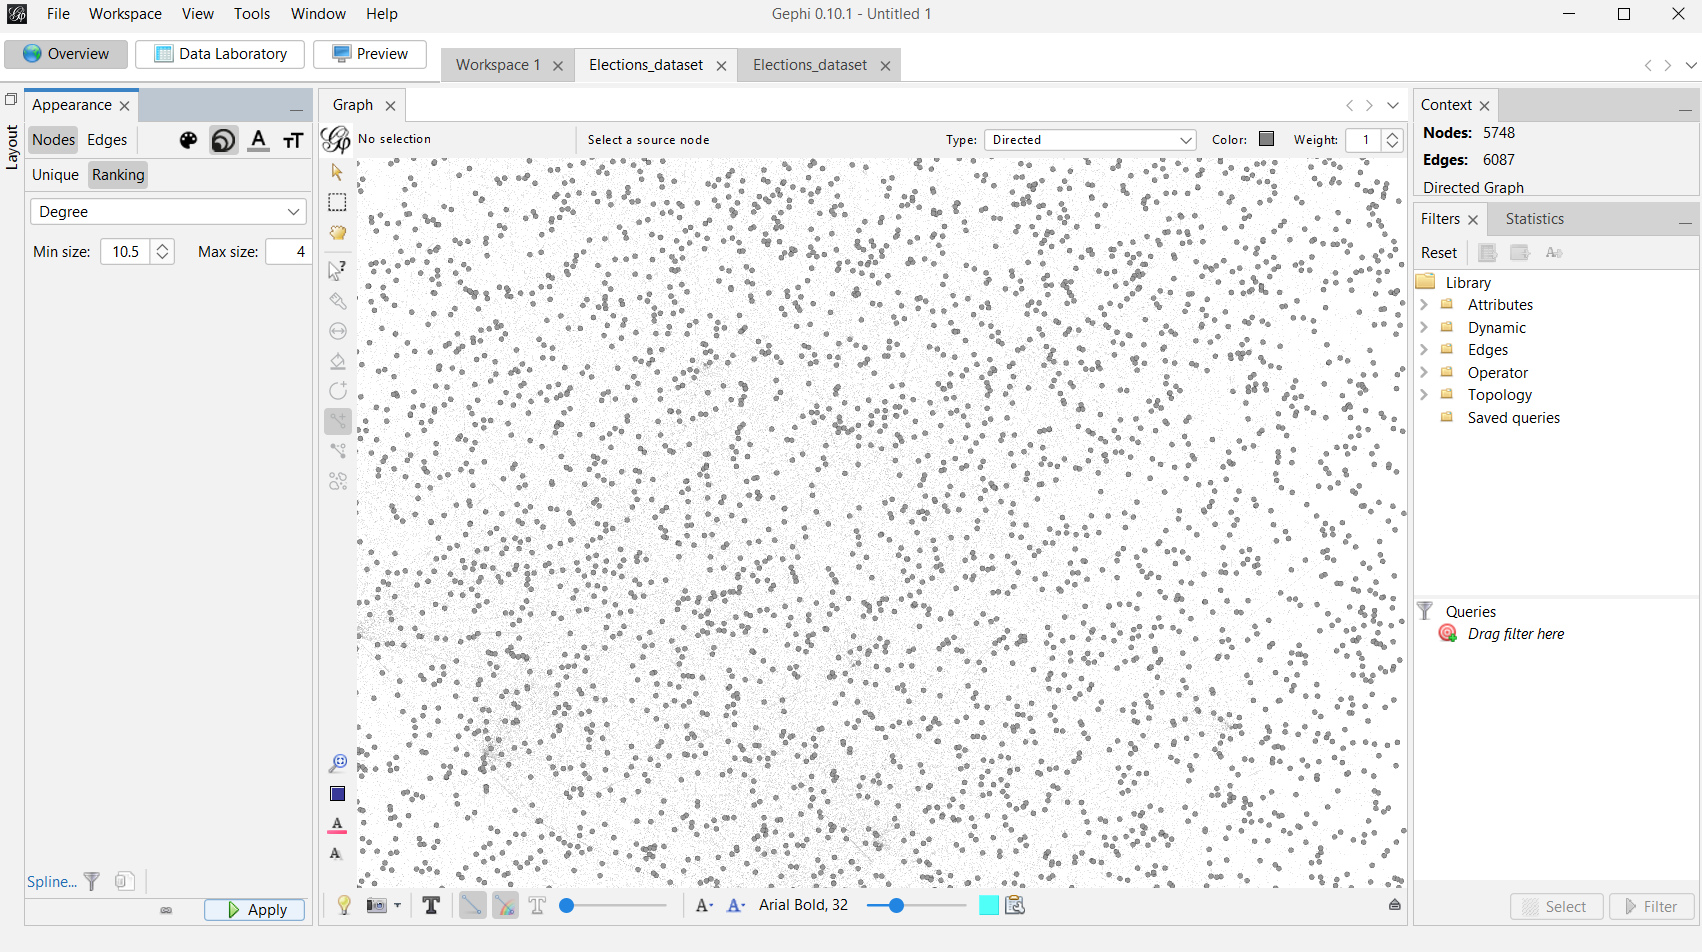 File Workspace View Tools Window Help
Gephi 0.10.1 - Untitled 1
Overview Data Laboratory Preview
Workspace 1 Elections_dataset Elections_dataset
Layout
Appearance
Nodes Edges
Unique Ranking
Degree
Min size: 10.5 Max size: 4
Spline...
Apply
Graph
No selection Select a source node Type: Directed Color: Weight: 1
Arial Bold, 32
Context
Nodes: 5748
Edges: 6087
Directed Graph
Filters Statistics
Reset
Library
Attributes
Dynamic
Edges
Operator
Topology
Saved queries
Queries
Drag filter here
Select Filter